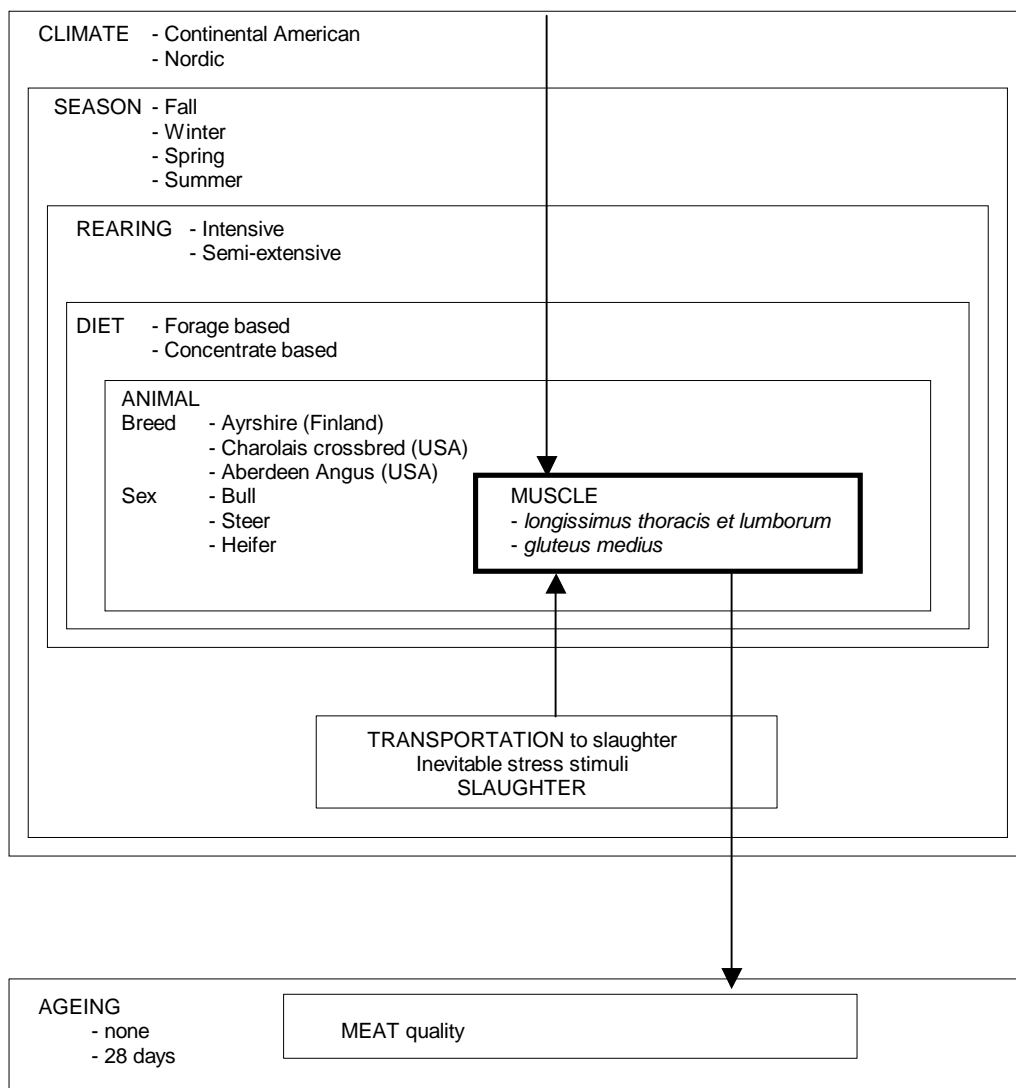 CLIMATE - Continental American
- Nordic
SEASON - Fall
- Winter
- Spring
- Summer
REARING - Intensive
- Semi-extensive
DIET - Forage based
- Concentrate based
ANIMAL
Breed - Ayrshire (Finland)
- Charolais crossbred (USA)
- Aberdeen Angus (USA)
Sex - Bull
- Steer
- Heifer
MUSCLE
- longissimus thoracis et lumborum
- gluteus medius
TRANSPORTATION to slaughter
Inevitable stress stimuli
SLAUGHTER
AGEING
- none
- 28 days
MEAT quality